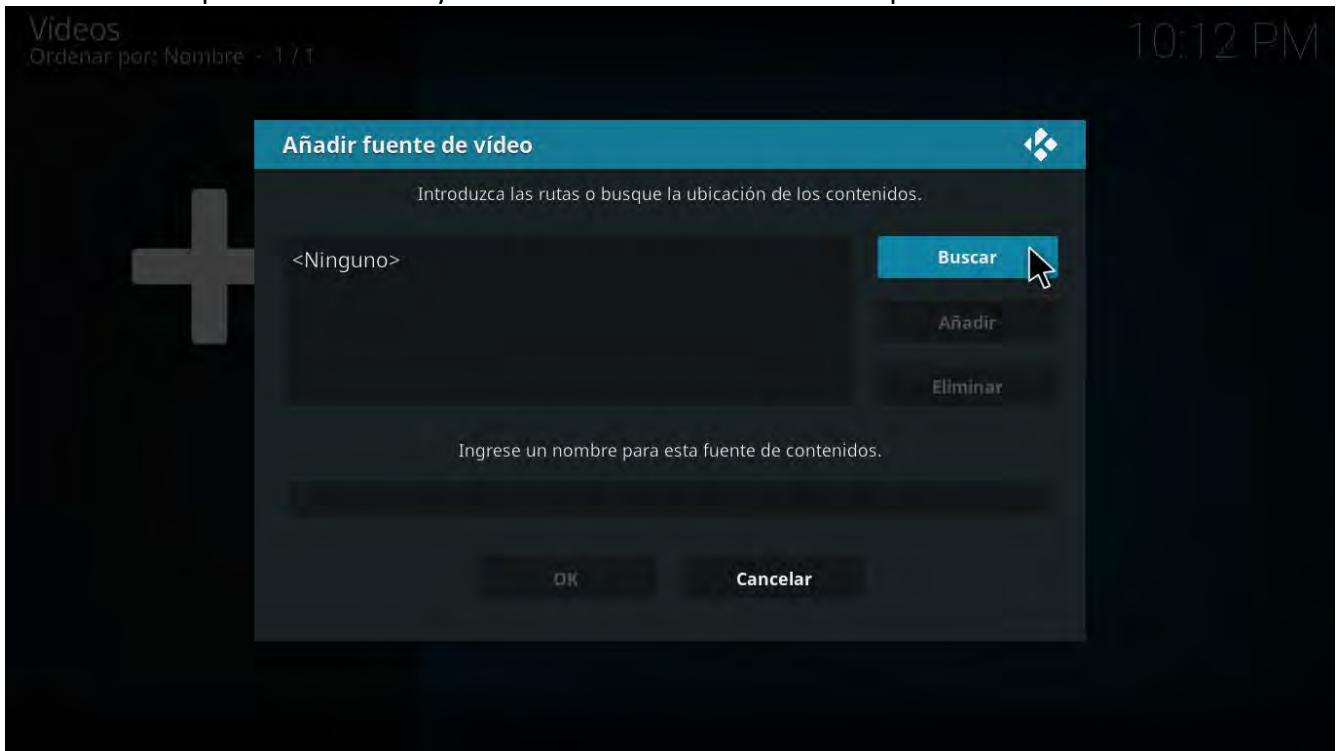 Vídeos
Ordenar por: Nombre - 1 / 1
10:12 PM
Añadir fuente de vídeo
Introduzca las rutas o busque la ubicación de los contenidos.
<Ninguno>
Buscar
Añadir
Eliminar
Ingrese un nombre para esta fuente de contenidos.
OK
Cancelar